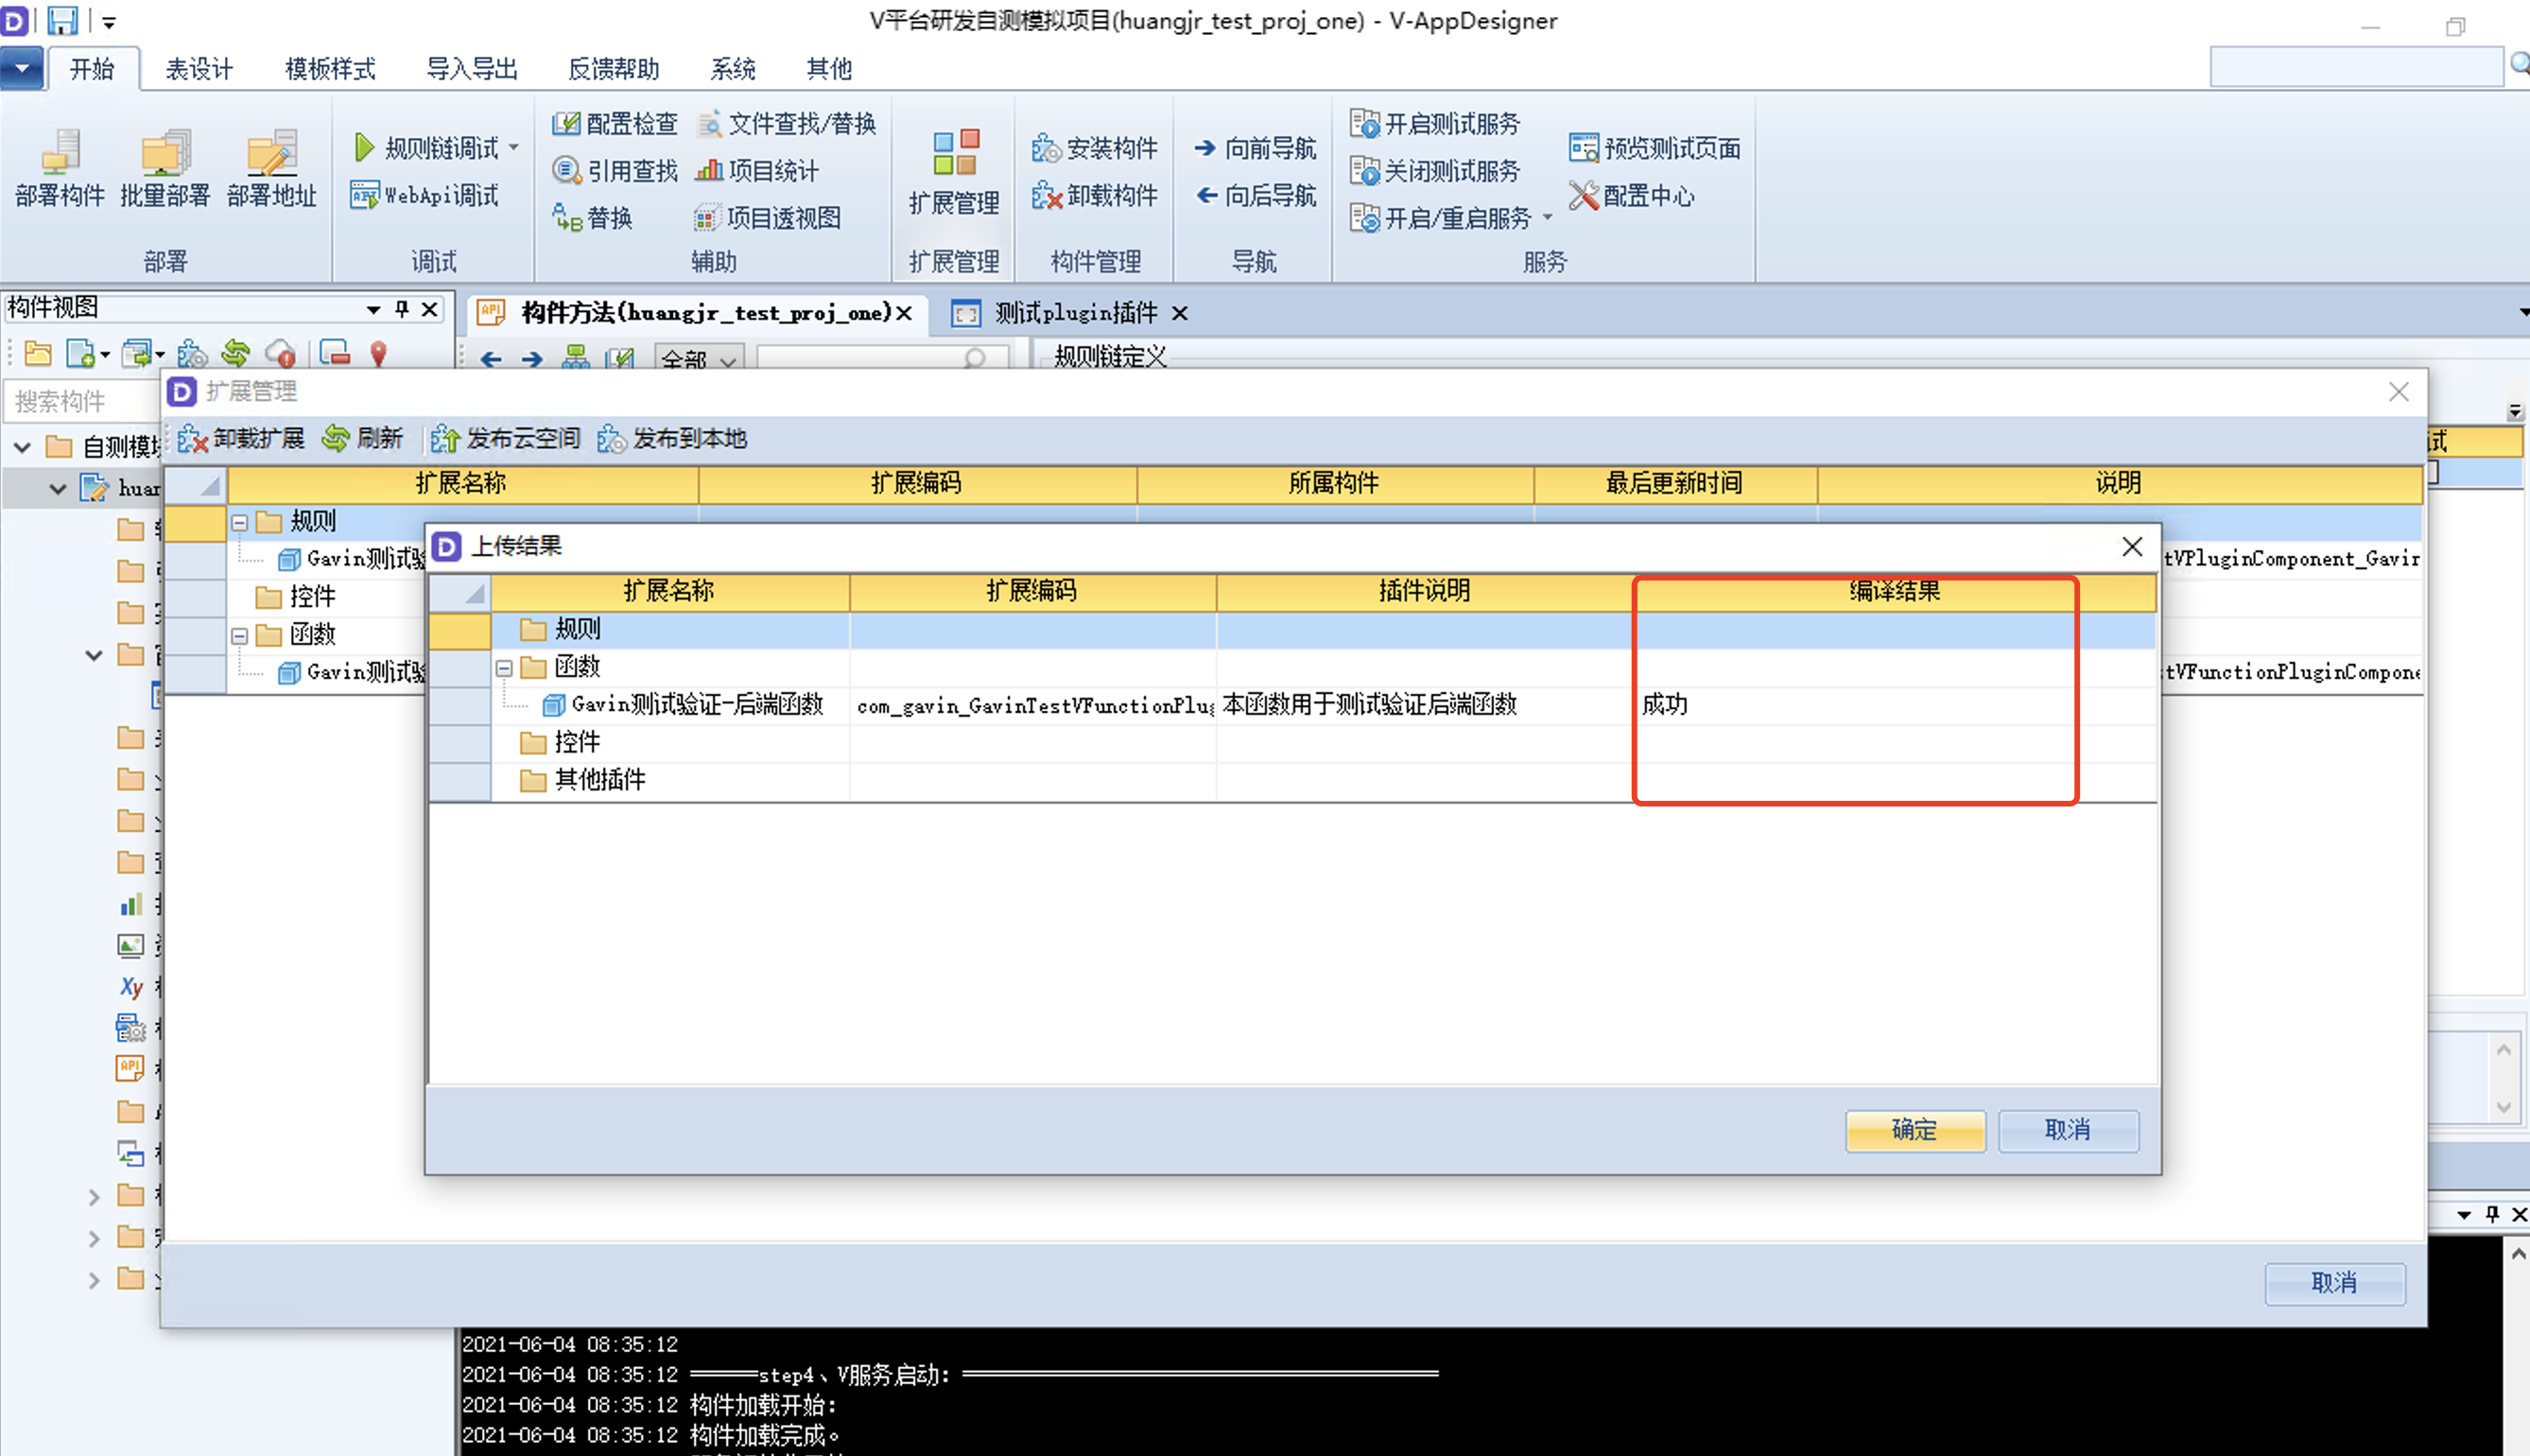 V平台研发自测模拟项目(huangjr_test_proj_one) - V-AppDesigner
开始 表设计 模板样式 导入导出 反馈帮助 系统 其他
部署构件 批量部署 部署地址
部署
规则链调试
WebApi调试
调试
配置检查 文件查找/替换
引用查找 项目统计
替换 项目透视图
辅助
扩展管理
扩展管理
安装构件
卸载构件
构件管理
向前导航
向后导航
导航
开启测试服务
关闭测试服务
开启/重启服务
预览测试页面
配置中心
服务
构件视图
构件方法(huangjr_test_proj_one)
测试plugin插件
全部
规则链定义
搜索构件
自测模
huar
扩展管理
卸载扩展 刷新 发布云空间 发布到本地
试
扩展名称 扩展编码 所属构件 最后更新时间 说明
规则
Gavin测试验
tVPluginComponent_Gavin
控件
函数
Gavin测试验
tVFunctionPluginCompone
上传结果
扩展名称 扩展编码 插件说明 编译结果
规则
函数
Gavin测试验证-后端函数 com_gavin_GavinTestVFunctionPlug 本函数用于测试验证后端函数 成功
控件
其他插件
确定 取消
取消
2021-06-04 08:35:12
2021-06-04 08:35:12 ══════step4、V服务启动: ══════════════════════════════════════════
2021-06-04 08:35:12 构件加载开始:
2021-06-04 08:35:12 构件加载完成。